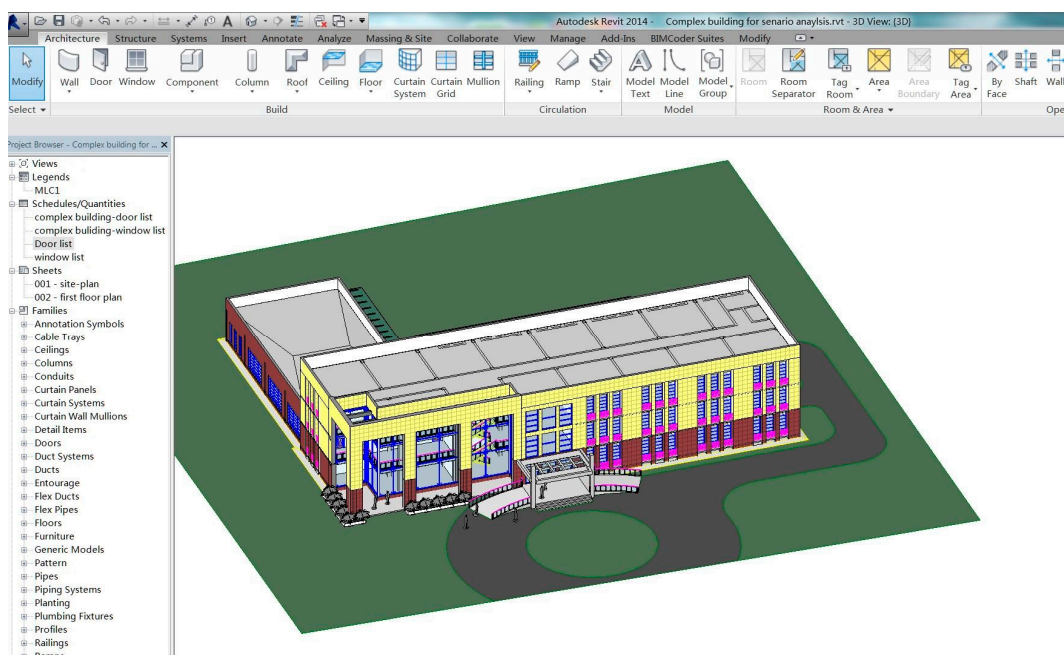 Autodesk Revit 2014 - Complex building for senario anaylsis.rvt - 3D View: {3D}
Architecture Structure Systems Insert Annotate Analyze Massing & Site Collaborate View Manage Add-Ins BIMCoder Suites Modify
Modify Wall Door Window Component Column Roof Ceiling Floor Curtain System Curtain Grid Mullion Railing Ramp Stair Model Text Model Line Model Group Room Room Separator Tag Room Area Area Boundary Tag Area By Face Shaft Wall
Select Build Circulation Model Room & Area Ope
Project Browser - Complex building for ...
Views
Legends
MLC1
Schedules/Quantities
complex building-door list
complex buliding-window list
Door list
window list
Sheets
001 - site-plan
002 - first floor plan
Families
Annotation Symbols
Cable Trays
Ceilings
Columns
Conduits
Curtain Panels
Curtain Systems
Curtain Wall Mullions
Detail Items
Doors
Duct Systems
Ducts
Entourage
Flex Ducts
Flex Pipes
Floors
Furniture
Generic Models
Pattern
Pipes
Piping Systems
Planting
Plumbing Fixtures
Profiles
Railings